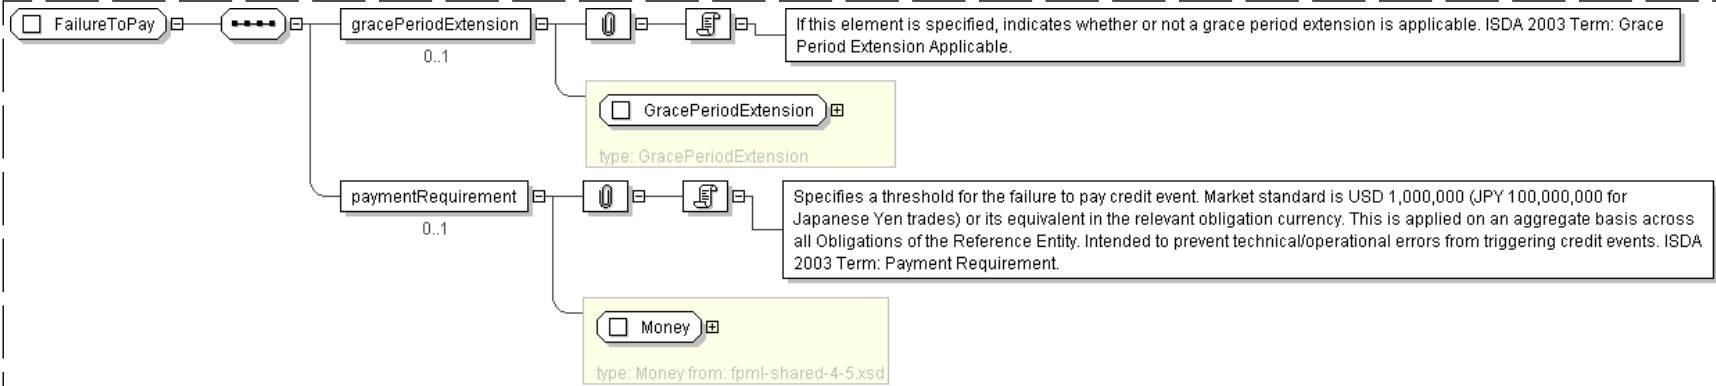 FailureToPay
gracePeriodExtension
0..1
If this element is specified, indicates whether or not a grace period extension is applicable. ISDA 2003 Term: Grace
Period Extension Applicable.
GracePeriodExtension
type: GracePeriodExtension
paymentRequirement
0..1
Specifies a threshold for the failure to pay credit event. Market standard is USD 1,000,000 (JPY 100,000,000 for
Japanese Yen trades) or its equivalent in the relevant obligation currency. This is applied on an aggregate basis across
all Obligations of the Reference Entity. Intended to prevent technical/operational errors from triggering credit events. ISDA
2003 Term: Payment Requirement.
Money
type: Money from: fpml-shared-4-5.xsd